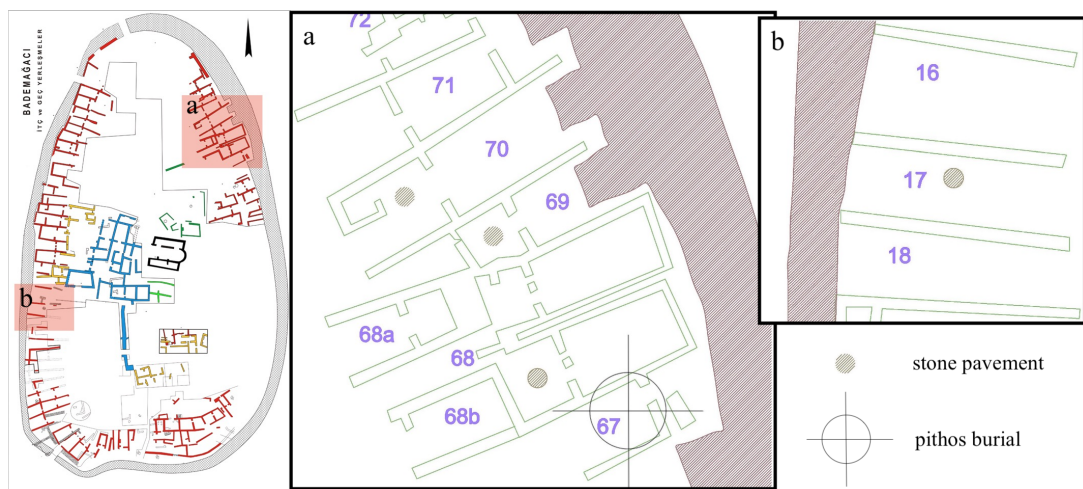 BADEMAĞACI
İTÇ ve GEÇ YERLEŞMELER
a
b
a
72
71
70
69
68a
68
68b
67
b
16
17
18
stone pavement
pithos burial